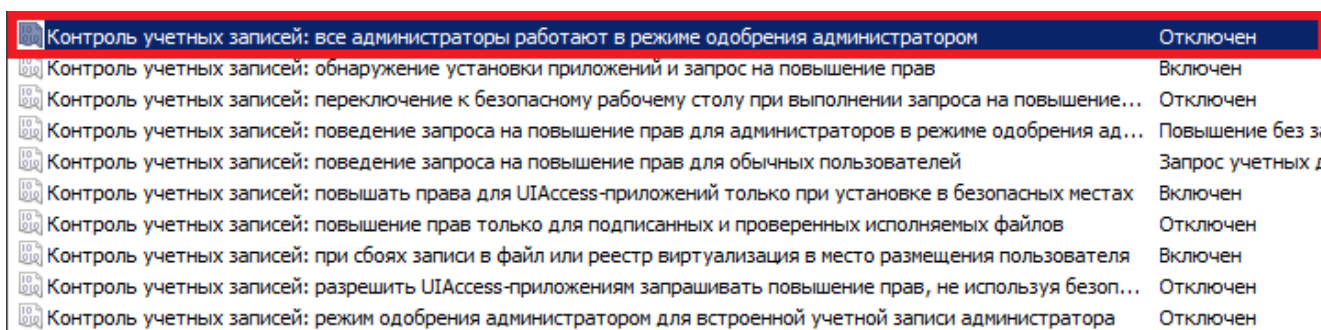 Контроль учетных записей: все администраторы работают в режиме одобрения администратором Отключен
Контроль учетных записей: обнаружение установки приложений и запрос на повышение прав Включен
Контроль учетных записей: переключение к безопасному рабочему столу при выполнении запроса на повышение... Отключен
Контроль учетных записей: поведение запроса на повышение прав для администраторов в режиме одобрения ад... Повышение без
Контроль учетных записей: поведение запроса на повышение прав для обычных пользователей Запрос учетных
Контроль учетных записей: повышать права для UIAccess-приложений только при установке в безопасных местах Включен
Контроль учетных записей: повышение прав только для подписанных и проверенных исполняемых файлов Отключен
Контроль учетных записей: при сбоях записи в файл или реестр виртуализация в место размещения пользователя Включен
Контроль учетных записей: разрешить UIAccess-приложениям запрашивать повышение прав, не используя безоп... Отключен
Контроль учетных записей: режим одобрения администратором для встроенной учетной записи администратора Отключен